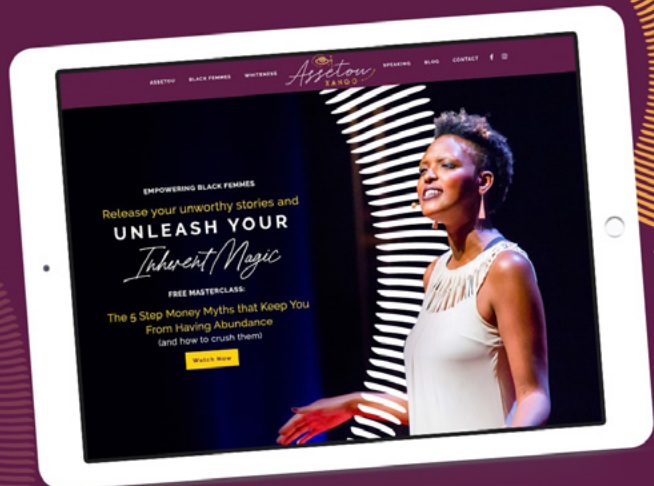 ASSETOU
BLACK FEMMES
WHITENESS
Assetou
XANDO
SPEAKING
BLOG
CONTACT
EMPOWERING BLACK FEMMES
Release your unworthy stories and
UNLEASH YOUR
Inherent Magic
FREE MASTERCLASS:
The 5 Step Money Myths that Keep You
From Having Abundance
(and how to crush them)
Watch Now